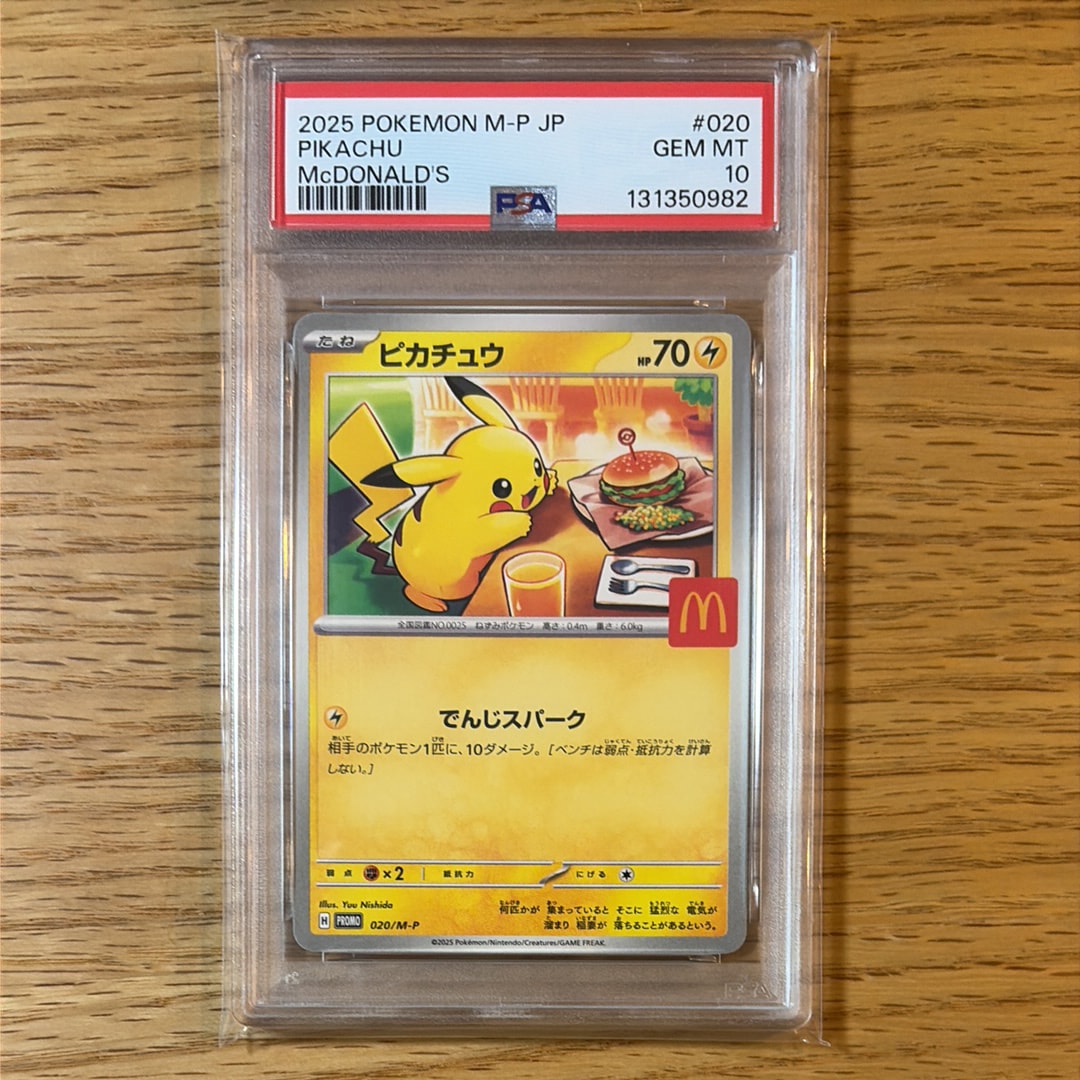 2025 POKEMON M-P JP #020
PIKACHU GEM MT
McDONALD'S 10
PSA 131350982
たね ピカチュウ HP70
全国図鑑NO.0025 ねずみポケモン 高さ:0.4m 重さ:6.0kg
でんじスパーク
相手のポケモン1匹に、10ダメージ。[ベンチは弱点・抵抗力を計算
しない。]
弱点 ×2 抵抗力 にげる
Illus. Yuu Nishida
何匹かが 集まっていると そこに 猛烈な 電気が
溜まり 稲妻が 落ちることがあるという。
H PROMO 020/M-P
©2025 Pokémon/Nintendo/Creatures/GAME FREAK.